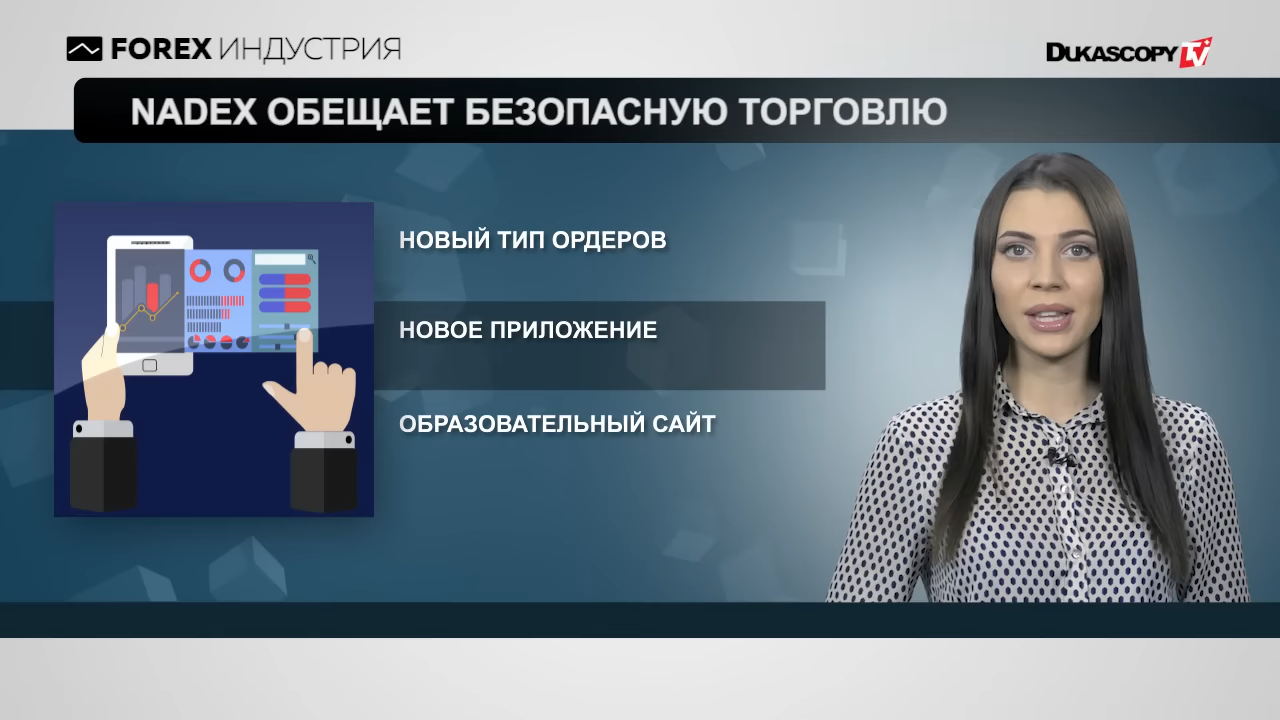 FOREX ИНДУСТРИЯ
DUKASCOPY TV
NADEX ОБЕЩАЕТ БЕЗОПАСНУЮ ТОРГОВЛЮ
НОВЫЙ ТИП ОРДЕРОВ
НОВОЕ ПРИЛОЖЕНИЕ
ОБРАЗОВАТЕЛЬНЫЙ САЙТ